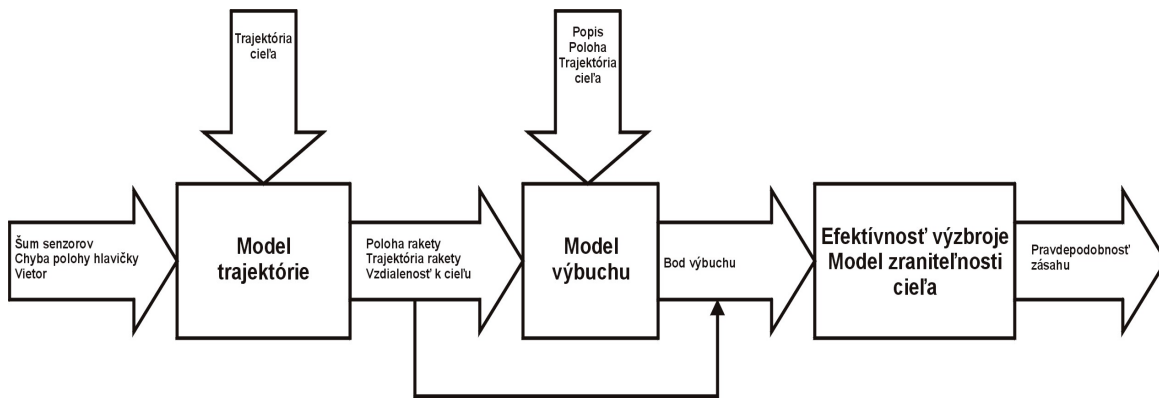 Trajektória
cieľa
Popis
Poloha
Trajektória
cieľa
Šum senzorov
Chyba polohy hlavičky
Vietor
Model
trajektórie
Poloha rakety
Trajektória rakety
Vzdialenosť k cieľu
Model
výbuchu
Bod výbuchu
Efektívnosť výzbroje
Model zraniteľnosti
cieľa
Pravdepodobnosť
zásahu